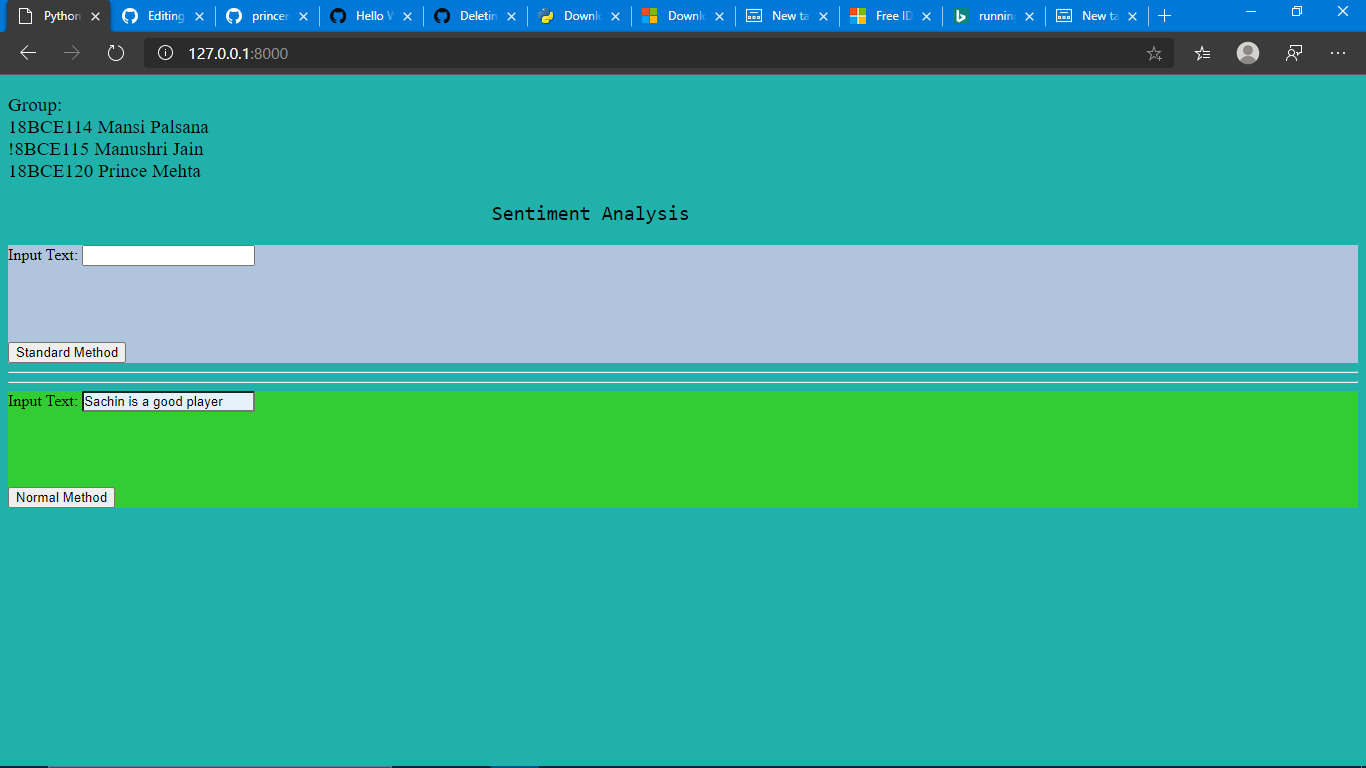 Python
Editing
princer
Hello W
Deletin
Downlo
Downlo
New ta
Free ID
running
New ta
127.0.0.1:8000
Group:
18BCE114 Mansi Palsana
!8BCE115 Manushri Jain
18BCE120 Prince Mehta
Sentiment Analysis
Input Text:
Standard Method
Input Text: Sachin is a good player
Normal Method